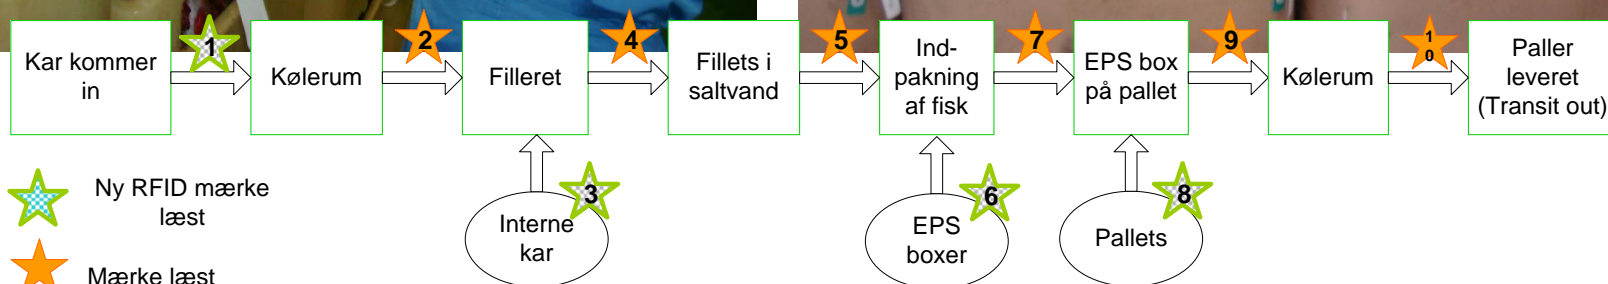 1
2
4
5
7
9
10
Kar kommer
in
Kølerum
Filleret
Fillets i
saltvand
Ind-
pakning
af fisk
EPS box
på pallet
Kølerum
Paller
leveret
(Transit out)
3
6
8
Ny RFID mærke
læst
Interne
kar
EPS
boxer
Pallets
Mærke læst